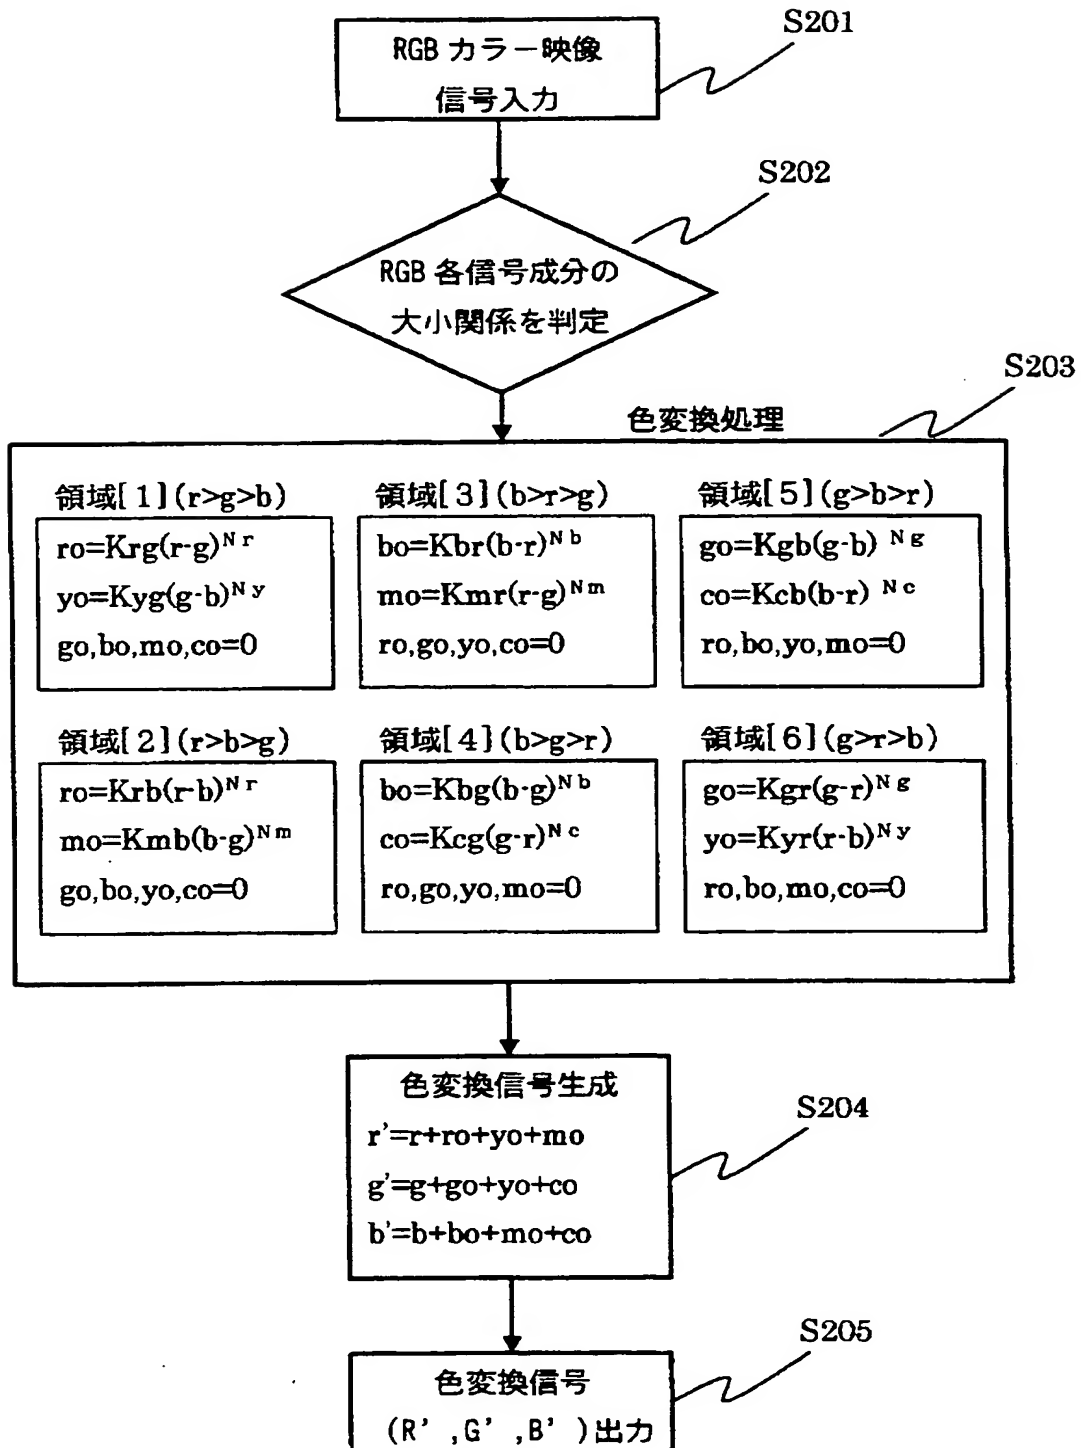 S201
RGB カラー映像
信号入力
S202
RGB 各信号成分の
大小関係を判定
S203
色変換処理
領域[1](r>g>b)
ro=Krg(r-g)^Nr
yo=Kyg(g-b)^Ny
go,bo,mo,co=0
領域[3](b>r>g)
bo=Kbr(b-r)^Nb
mo=Kmr(r-g)^Nm
ro,go,yo,co=0
領域[5](g>b>r)
go=Kgb(g-b)^Ng
co=Kcb(b-r)^Nc
ro,bo,yo,mo=0
領域[2](r>b>g)
ro=Krb(r-b)^Nr
mo=Kmb(b-g)^Nm
go,bo,yo,co=0
領域[4](b>g>r)
bo=Kbg(b-g)^Nb
co=Kcg(g-r)^Nc
ro,go,yo,mo=0
領域[6](g>r>b)
go=Kgr(g-r)^Ng
yo=Kyr(r-b)^Ny
ro,bo,mo,co=0
色変換信号生成
r'=r+ro+yo+mo
g'=g+go+yo+co
b'=b+bo+mo+co
S204
S205
色変換信号
(R' ,G' ,B' )出力